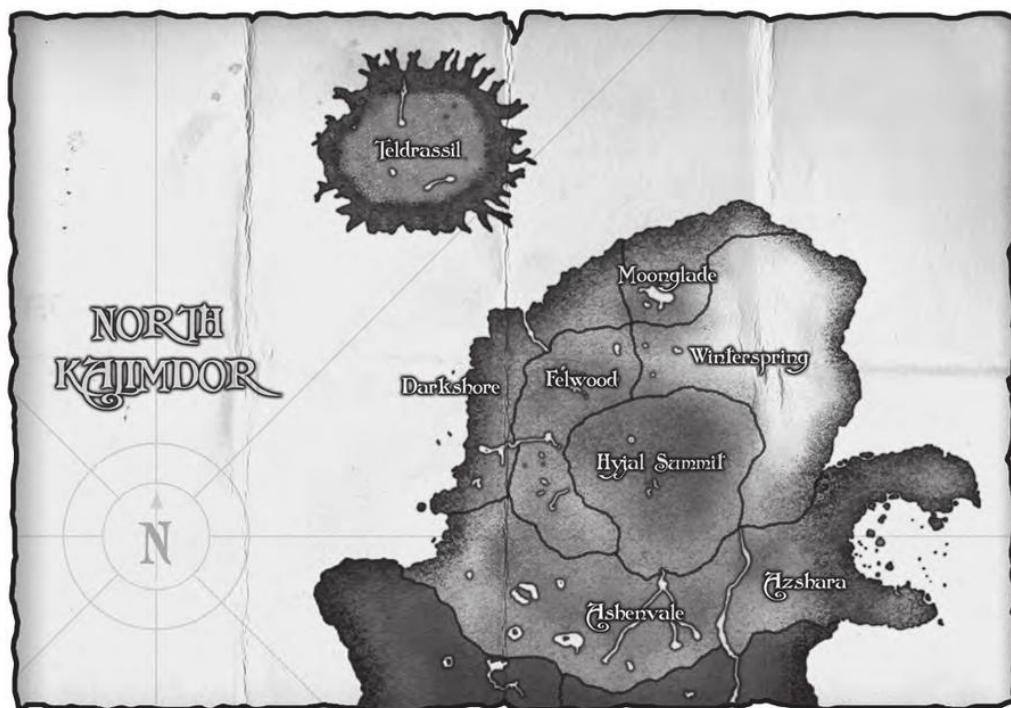 Teldrassil
Moonglade
NORTH
KALIMDOR
Winterspring
Darkshore
Felwood
Hyjal Summit
N
Azshara
Ashenvale